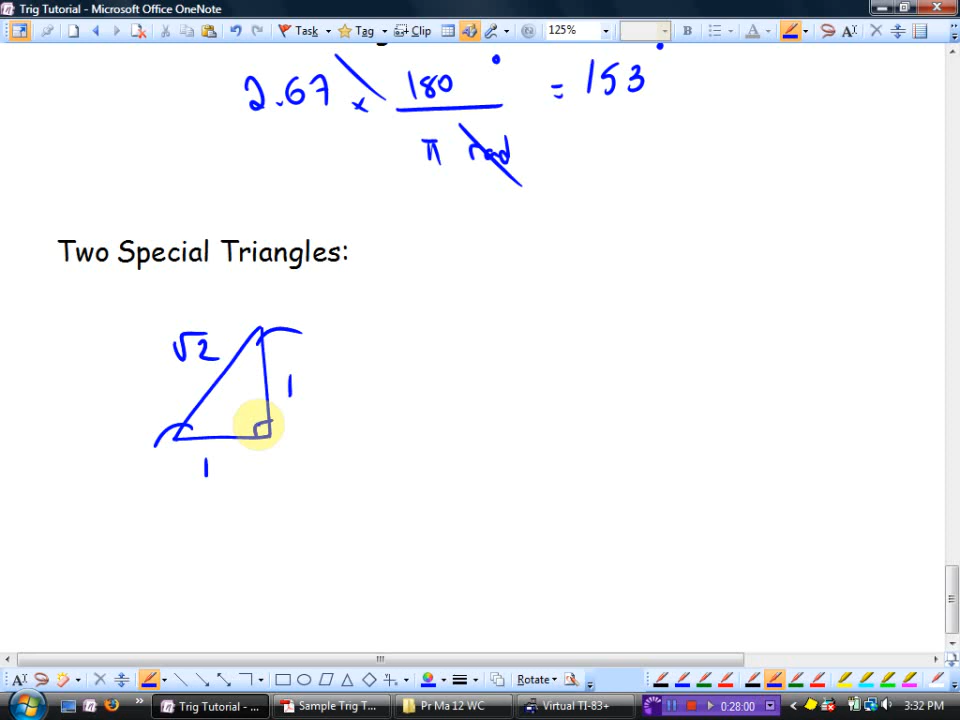 Trig Tutorial - Microsoft Office OneNote
Task Tag Clip 125% B A
2.67 x 180° / π rad = 153°
Two Special Triangles:
√2
1
1
Rotate
Trig Tutorial - ... Sample Trig T... Pr Ma 12 WC Virtual TI-83+ 28:00 3:32 PM